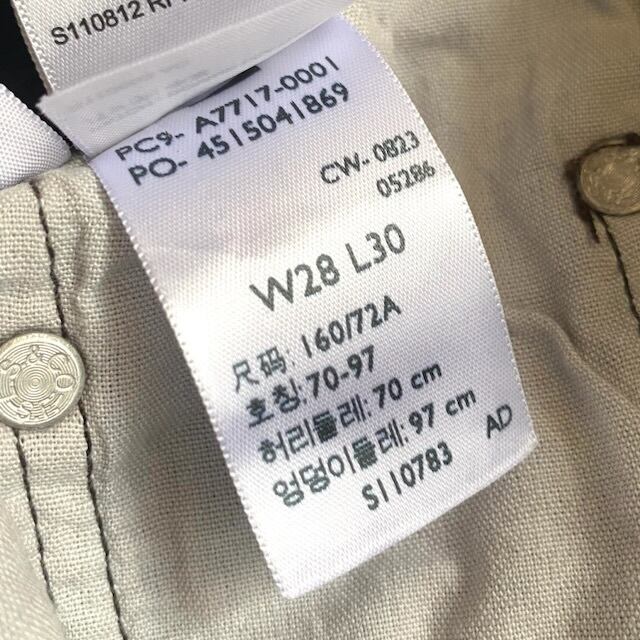 S110812
PC9- A7717-0001
PO- 4515041869
CW- 0823
05286
W28 L30
尺码: 160/72A
호칭: 70-97
허리둘레: 70 cm
엉덩이둘레: 97 cm
S110783 AD